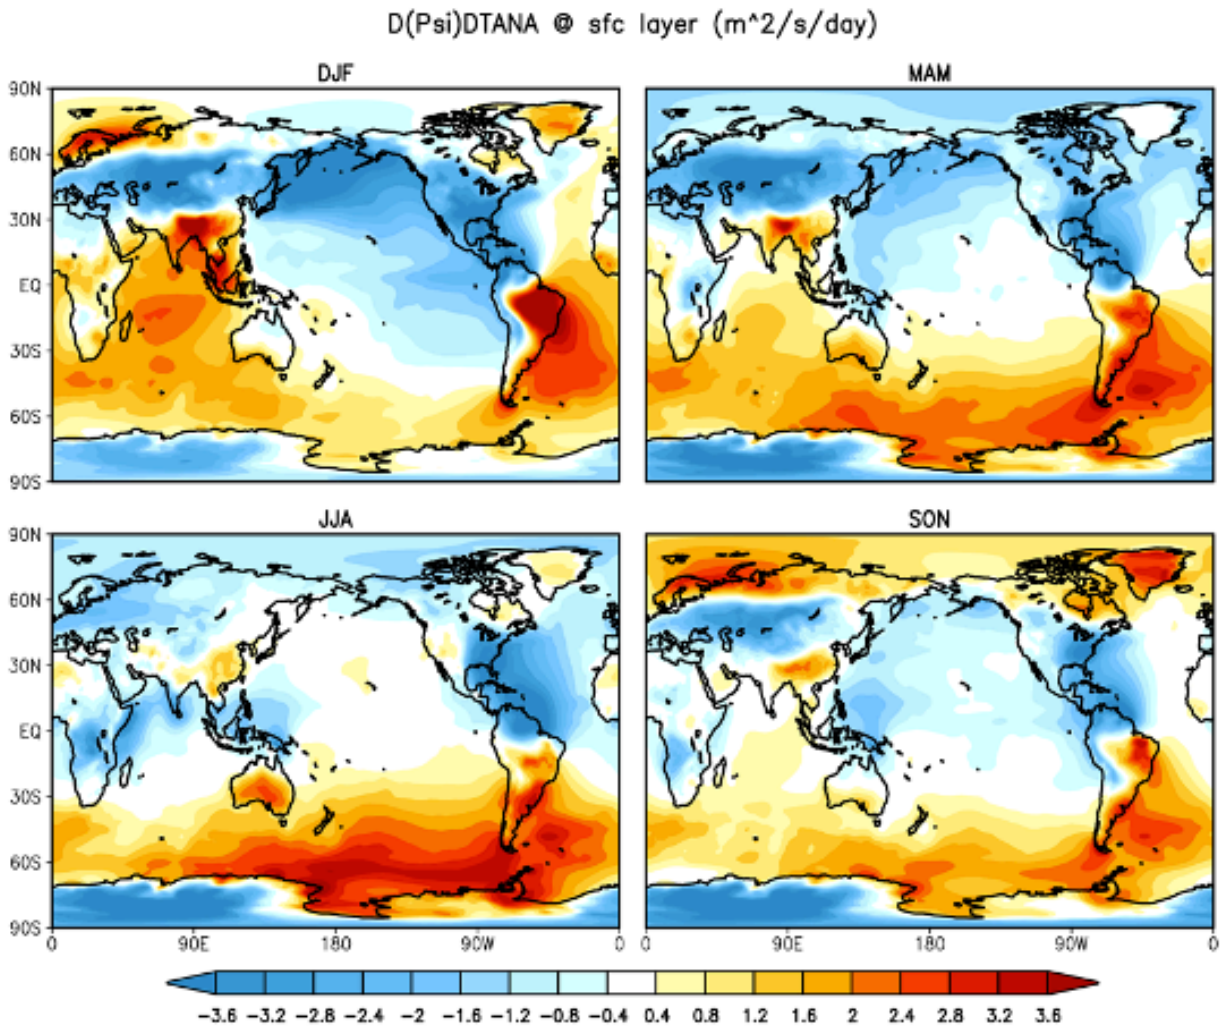 D(Psi)DTANA @ sfc layer (m^2/s/day)
DJF
MAM
90N
60N
30N
EQ
30S
60S
90S
JJA
SON
90N
60N
30N
EQ
30S
60S
90S
0 90E 180 90W 0 0 90E 180 90W 0
-3.6 -3.2 -2.8 -2.4 -2 -1.6 -1.2 -0.8 -0.4 0.4 0.8 1.2 1.6 2 2.4 2.8 3.2 3.6